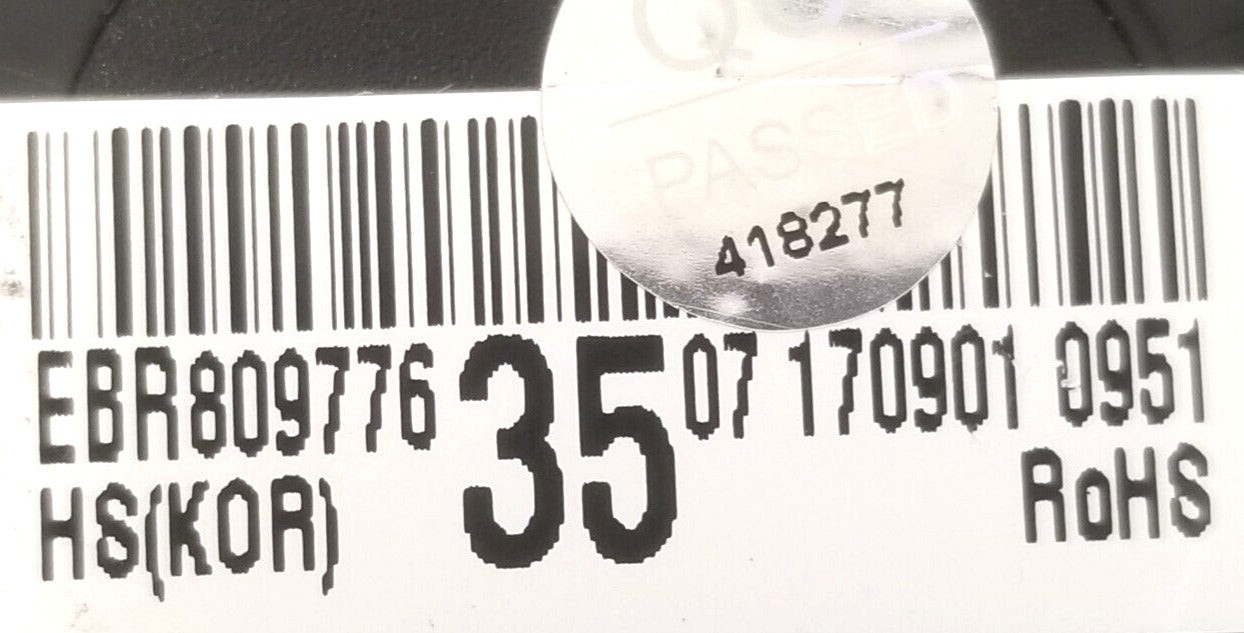 QC
PASSED
418277
EBR809776 35 07 170901 0951
HS(KOR) RoHS